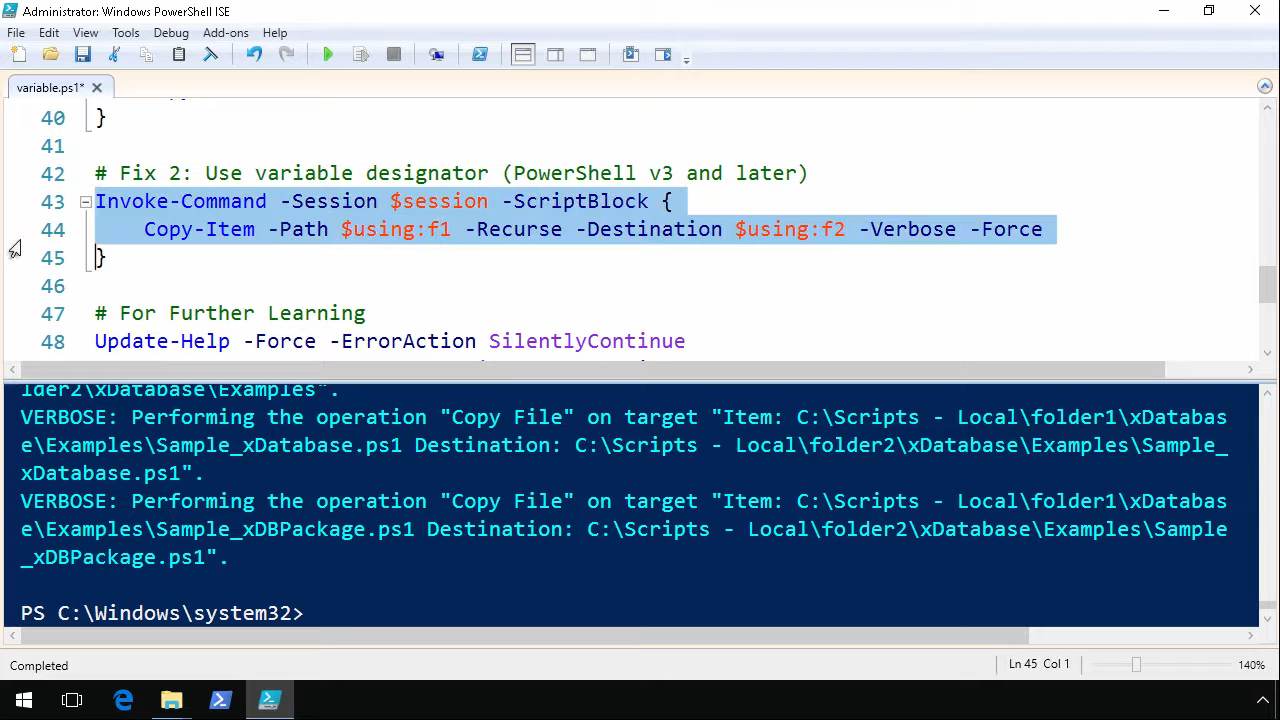 Administrator: Windows PowerShell ISE
File Edit View Tools Debug Add-ons Help
variable.ps1* ✕
40 }
41
42 # Fix 2: Use variable designator (PowerShell v3 and later)
43 Invoke-Command -Session $session -ScriptBlock {
44 Copy-Item -Path $using:f1 -Recurse -Destination $using:f2 -Verbose -Force
45 }
46
47 # For Further Learning
48 Update-Help -Force -ErrorAction SilentlyContinue
lder2\xDatabase\Examples".
VERBOSE: Performing the operation "Copy File" on target "Item: C:\Scripts - Local\folder1\xDatabas
e\Examples\Sample_xDatabase.ps1 Destination: C:\Scripts - Local\folder2\xDatabase\Examples\Sample_
xDatabase.ps1".
VERBOSE: Performing the operation "Copy File" on target "Item: C:\Scripts - Local\folder1\xDatabas
e\Examples\Sample_xDBPackage.ps1 Destination: C:\Scripts - Local\folder2\xDatabase\Examples\Sample
_xDBPackage.ps1".
PS C:\Windows\system32>
Completed
Ln 45 Col 1
140%